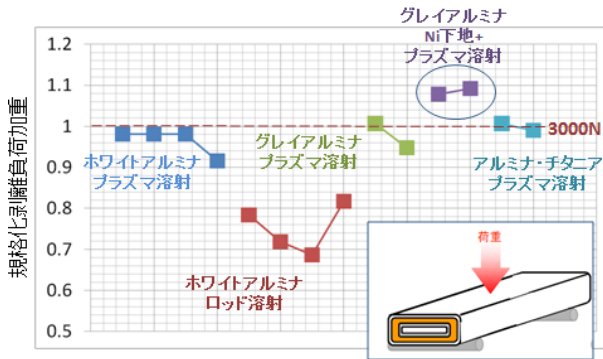 グレイアルミナ
Ni下地+
プラズマ溶射
規格化剥離負荷加重
1.2
1.1
1
0.9
0.8
0.7
0.6
0.5
3000N
ホワイトアルミナ
プラズマ溶射
グレイアルミナ
プラズマ溶射
アルミナ・チタニア
プラズマ溶射
ホワイトアルミナ
ロッド溶射
荷重